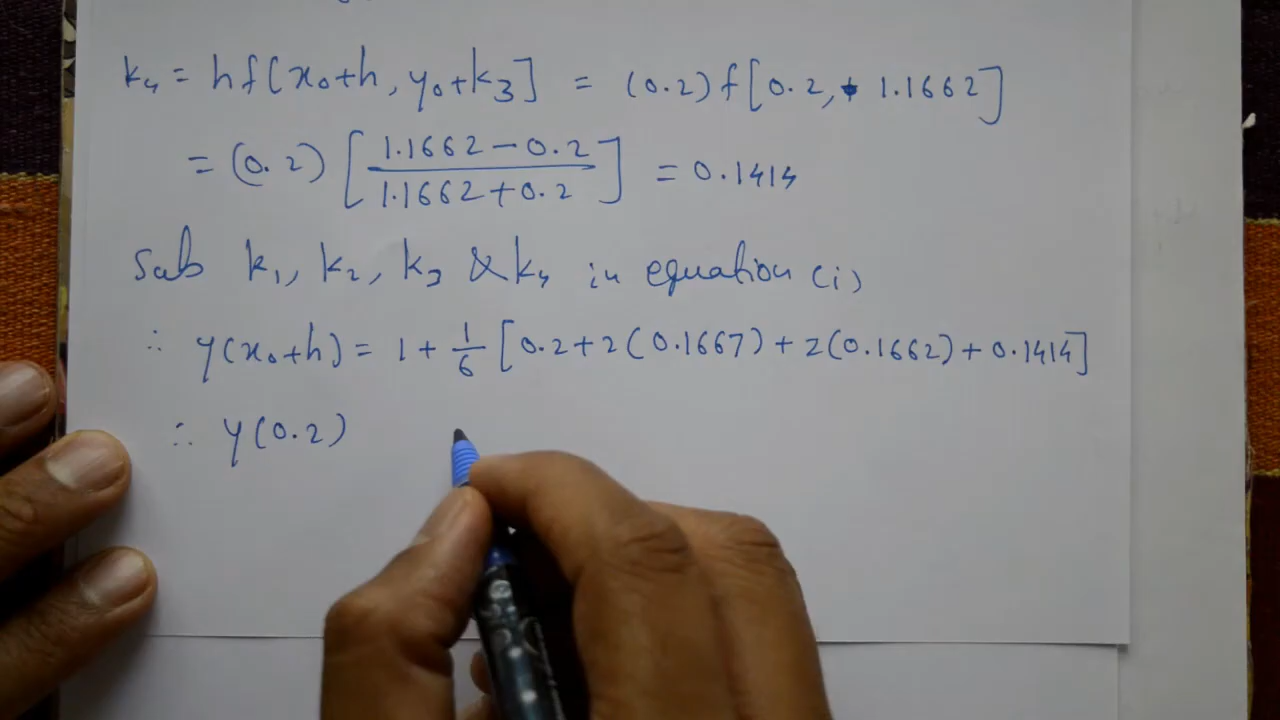 k₄ = hf[x₀+h, y₀+k₃] = (0.2)f[0.2, 1.1662]
= (0.2) [(1.1662 − 0.2)/(1.1662 + 0.2)] = 0.1414
Sub k₁, k₂, k₃ & k₄ in equation (i)
∴ y(x₀+h) = 1 + 1/6 [0.2 + 2(0.1667) + 2(0.1662) + 0.1414]
∴ y(0.2)